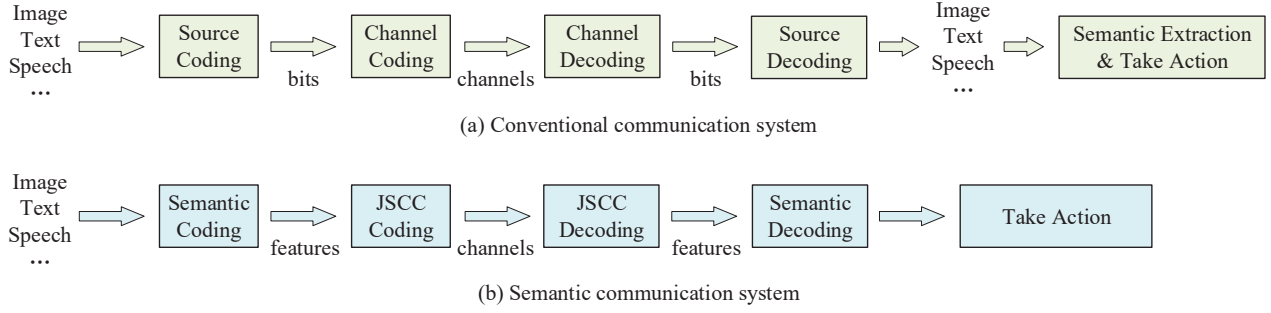 Image
Text
Speech
...
Source
Coding
bits
Channel
Coding
channels
Channel
Decoding
bits
Source
Decoding
Image
Text
Speech
...
Semantic Extraction
& Take Action
(a) Conventional communication system
Image
Text
Speech
...
Semantic
Coding
features
JSCC
Coding
channels
JSCC
Decoding
features
Semantic
Decoding
Take Action
(b) Semantic communication system